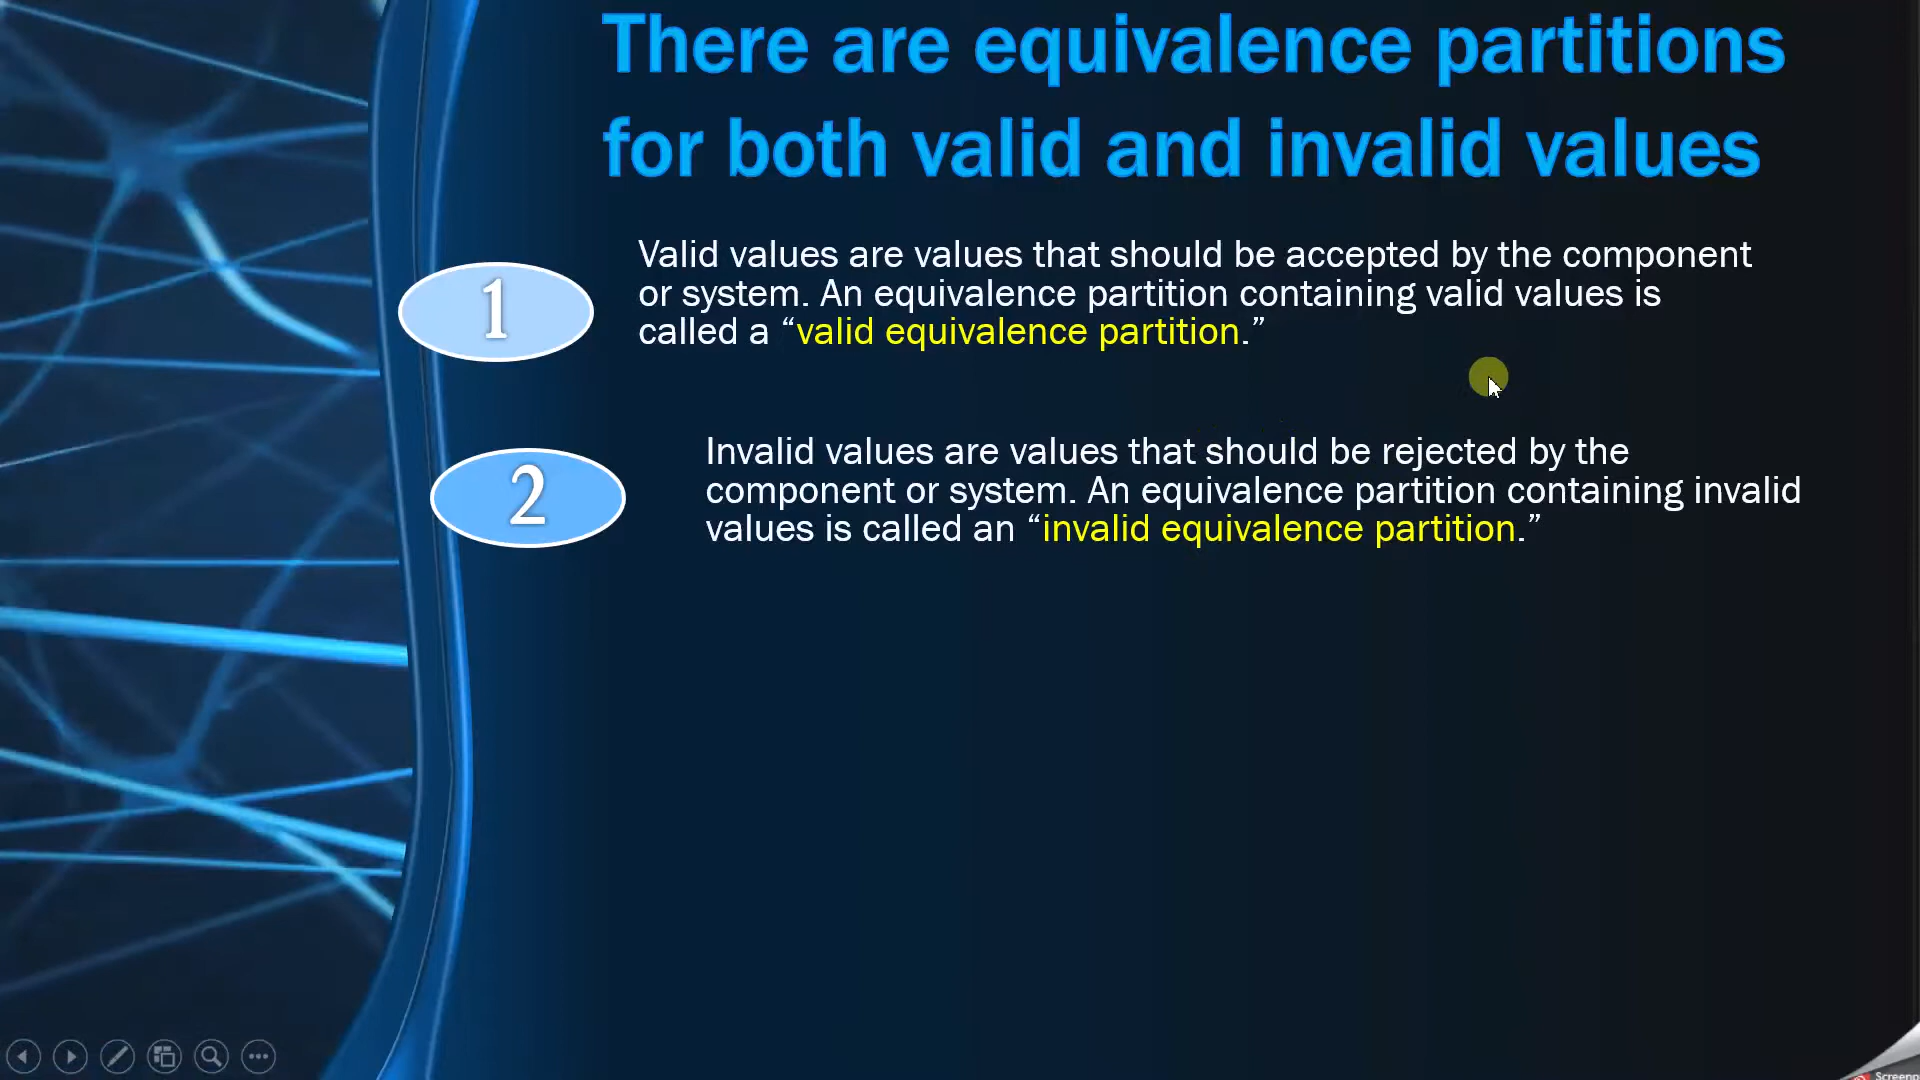 There are equivalence partitions
for both valid and invalid values
1
Valid values are values that should be accepted by the component
or system. An equivalence partition containing valid values is
called a “valid equivalence partition.”
2
Invalid values are values that should be rejected by the
component or system. An equivalence partition containing invalid
values is called an “invalid equivalence partition.”